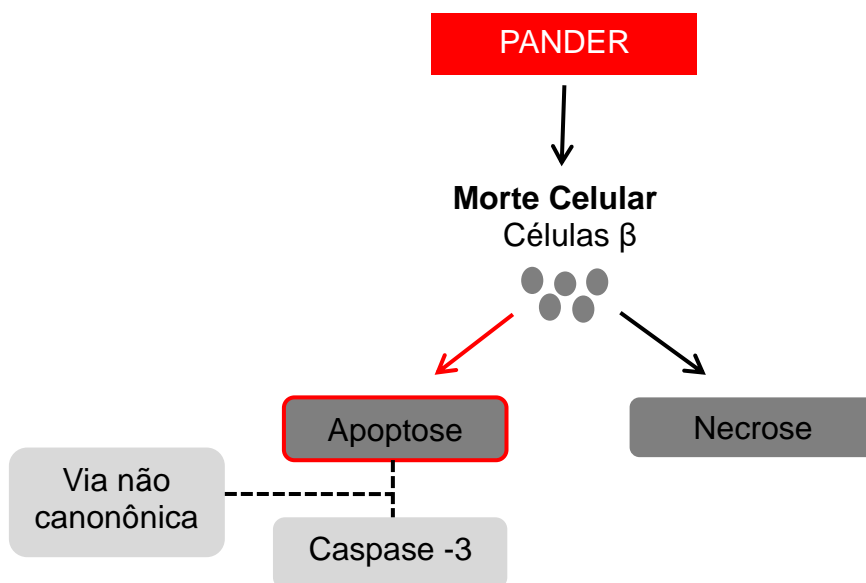 PANDER
Morte Celular
Células β
Apoptose
Necrose
Via não
canonônica
Caspase -3